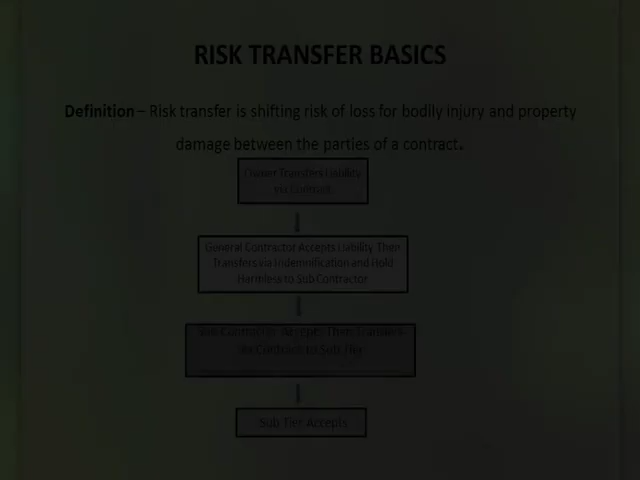 RISK TRANSFER BASICS
Definition – Risk transfer is shifting risk of loss for bodily injury and property
damage between the parties of a contract.
Owner Transfers Liability
via Contract
General Contractor Accepts Liability Then
Transfers via Indemnification and Hold
Harmless to Sub Contractor
Sub Contractor Accepts Then Transfers
via Contract to Sub Tier
Sub Tier Accepts